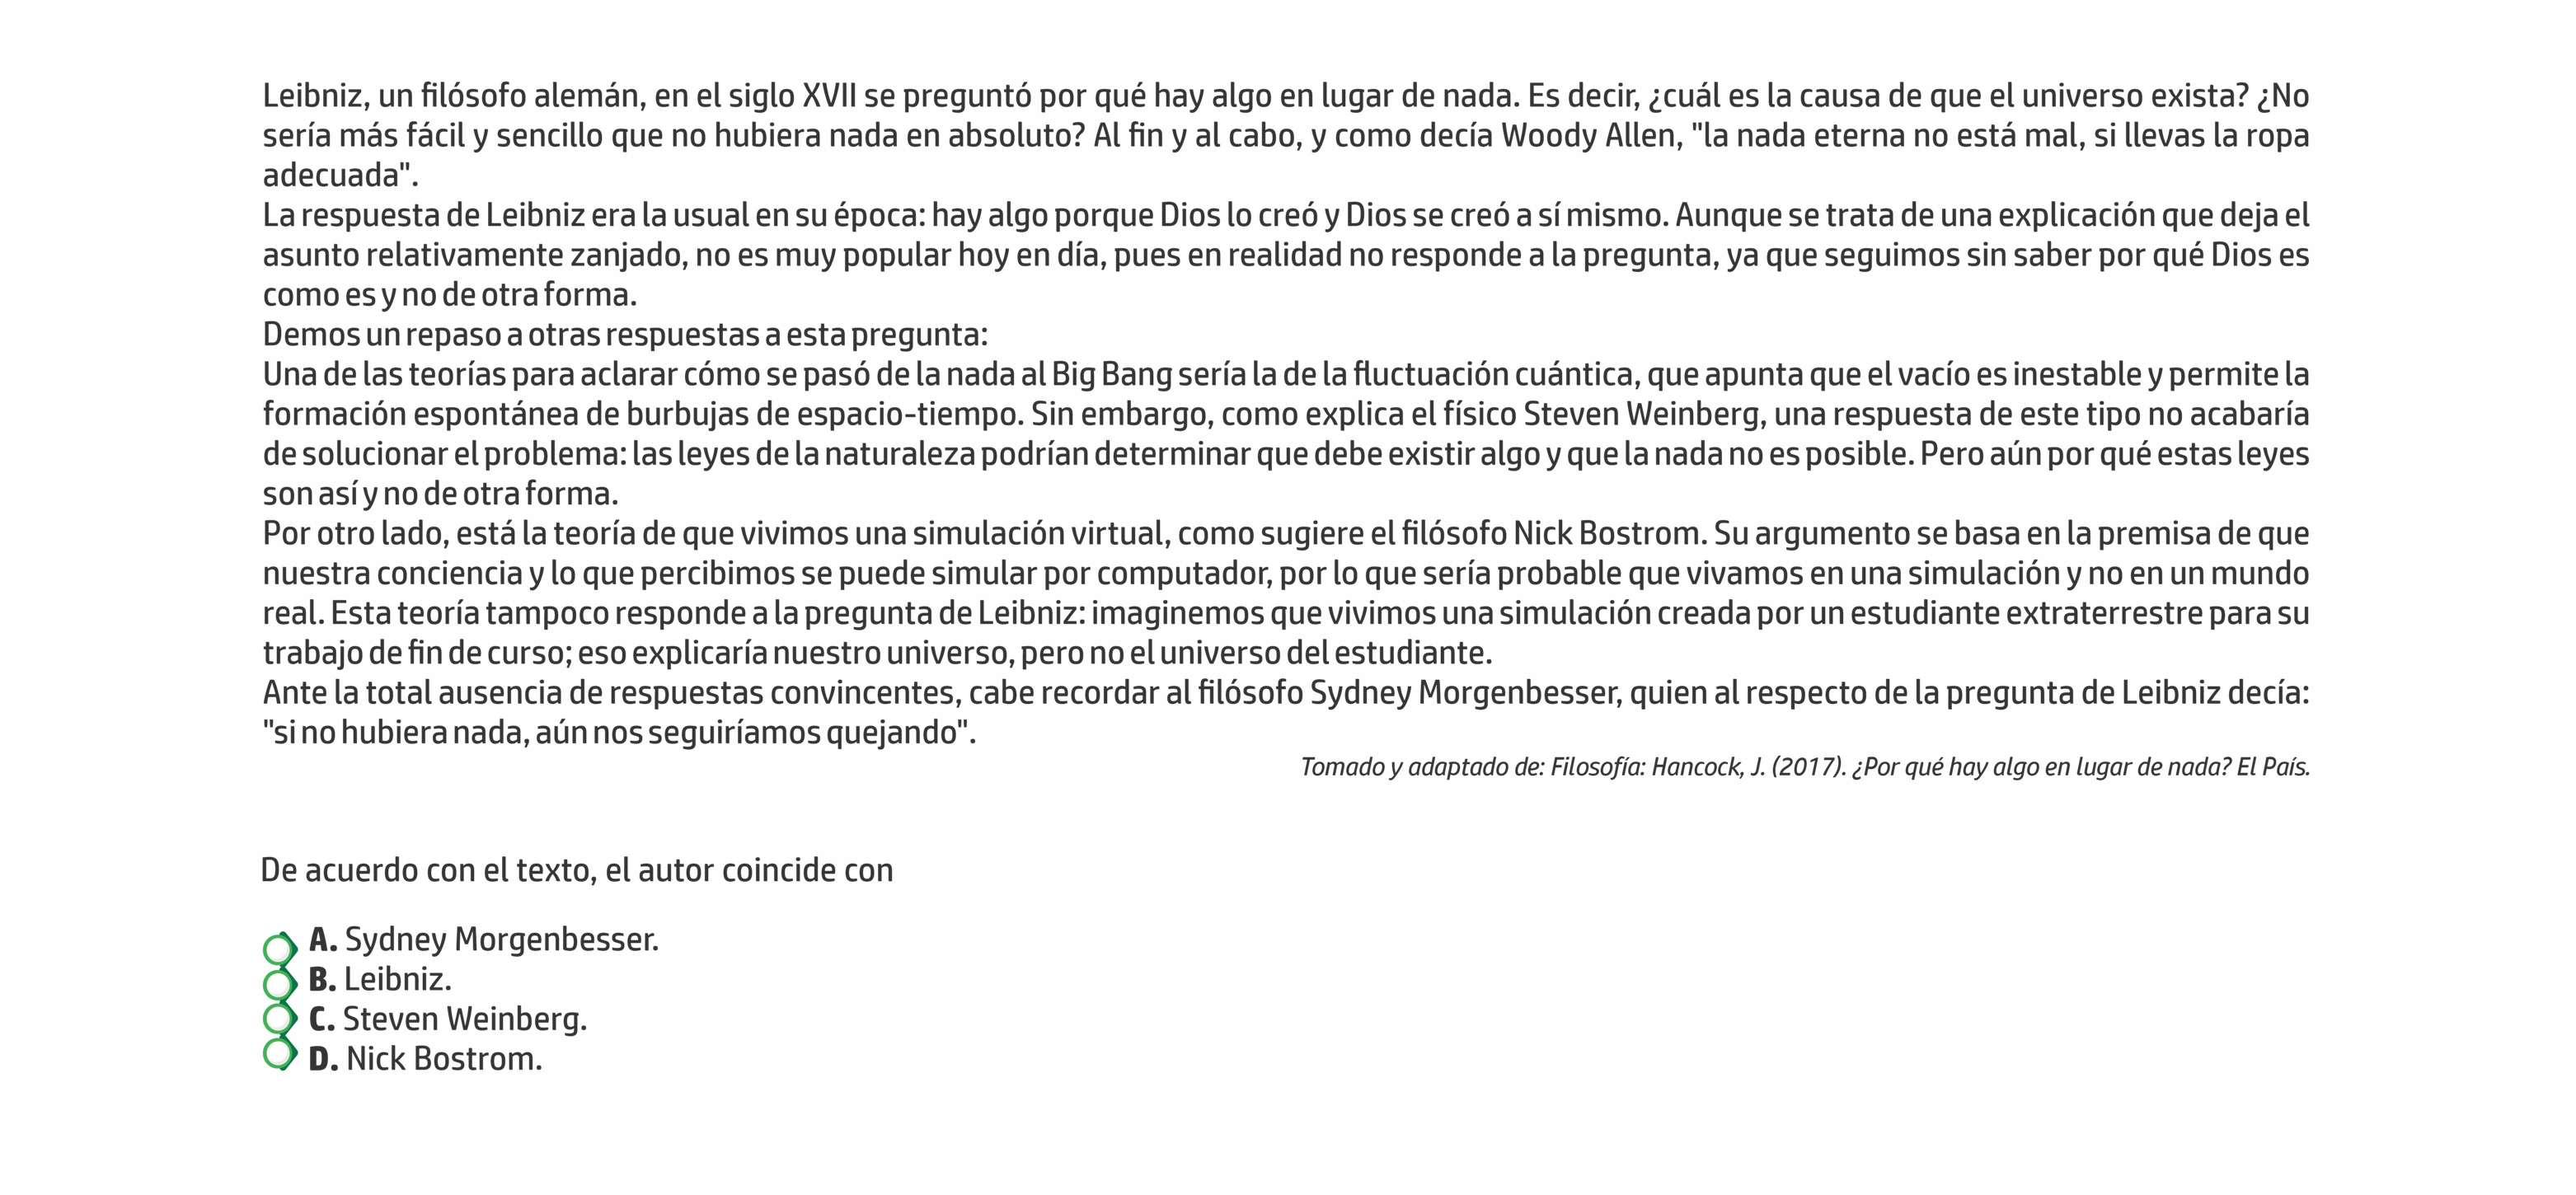 Leibniz, un filósofo alemán, en el siglo XVII se preguntó por qué hay algo en lugar de nada. Es decir, ¿cuál es la causa de que el universo exista? ¿No
sería más fácil y sencillo que no hubiera nada en absoluto? Al fin y al cabo, y como decía Woody Allen, "la nada eterna no está mal, si llevas la ropa
adecuada".
La respuesta de Leibniz era la usual en su época: hay algo porque Dios lo creó y Dios se creó a sí mismo. Aunque se trata de una explicación que deja el
asunto relativamente zanjado, no es muy popular hoy en día, pues en realidad no responde a la pregunta, ya que seguimos sin saber por qué Dios es
como es y no de otra forma.
Demos un repaso a otras respuestas a esta pregunta:
Una de las teorías para aclarar cómo se pasó de la nada al Big Bang sería la de la fluctuación cuántica, que apunta que el vacío es inestable y permite la
formación espontánea de burbujas de espacio-tiempo. Sin embargo, como explica el físico Steven Weinberg, una respuesta de este tipo no acabaría
de solucionar el problema: las leyes de la naturaleza podrían determinar que debe existir algo y que la nada no es posible. Pero aún por qué estas leyes
son así y no de otra forma.
Por otro lado, está la teoría de que vivimos una simulación virtual, como sugiere el filósofo Nick Bostrom. Su argumento se basa en la premisa de que
nuestra conciencia y lo que percibimos se puede simular por computador, por lo que sería probable que vivamos en una simulación y no en un mundo
real. Esta teoría tampoco responde a la pregunta de Leibniz: imaginemos que vivimos una simulación creada por un estudiante extraterrestre para su
trabajo de fin de curso; eso explicaría nuestro universo, pero no el universo del estudiante.
Ante la total ausencia de respuestas convincentes, cabe recordar al filósofo Sydney Morgenbesser, quien al respecto de la pregunta de Leibniz decía:
"si no hubiera nada, aún nos seguiríamos quejando".
Tomado y adaptado de: Filosofía: Hancock, J. (2017). ¿Por qué hay algo en lugar de nada? El País.
De acuerdo con el texto, el autor coincide con
A. Sydney Morgenbesser.
B. Leibniz.
C. Steven Weinberg.
D. Nick Bostrom.